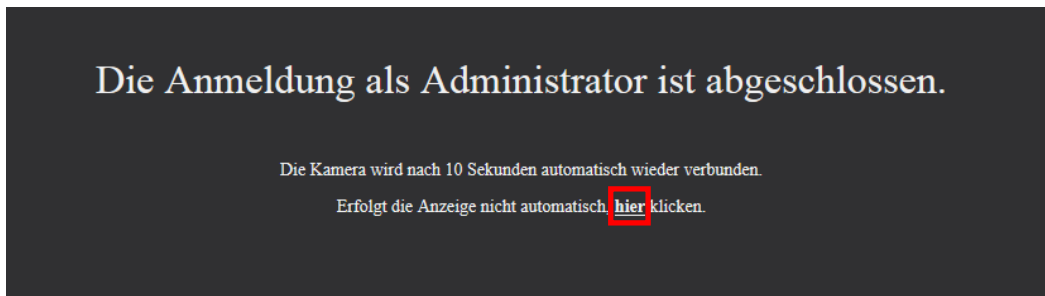 Die Anmeldung als Administrator ist abgeschlossen.
Die Kamera wird nach 10 Sekunden automatisch wieder verbunden.
Erfolgt die Anzeige nicht automatisch, hier klicken.